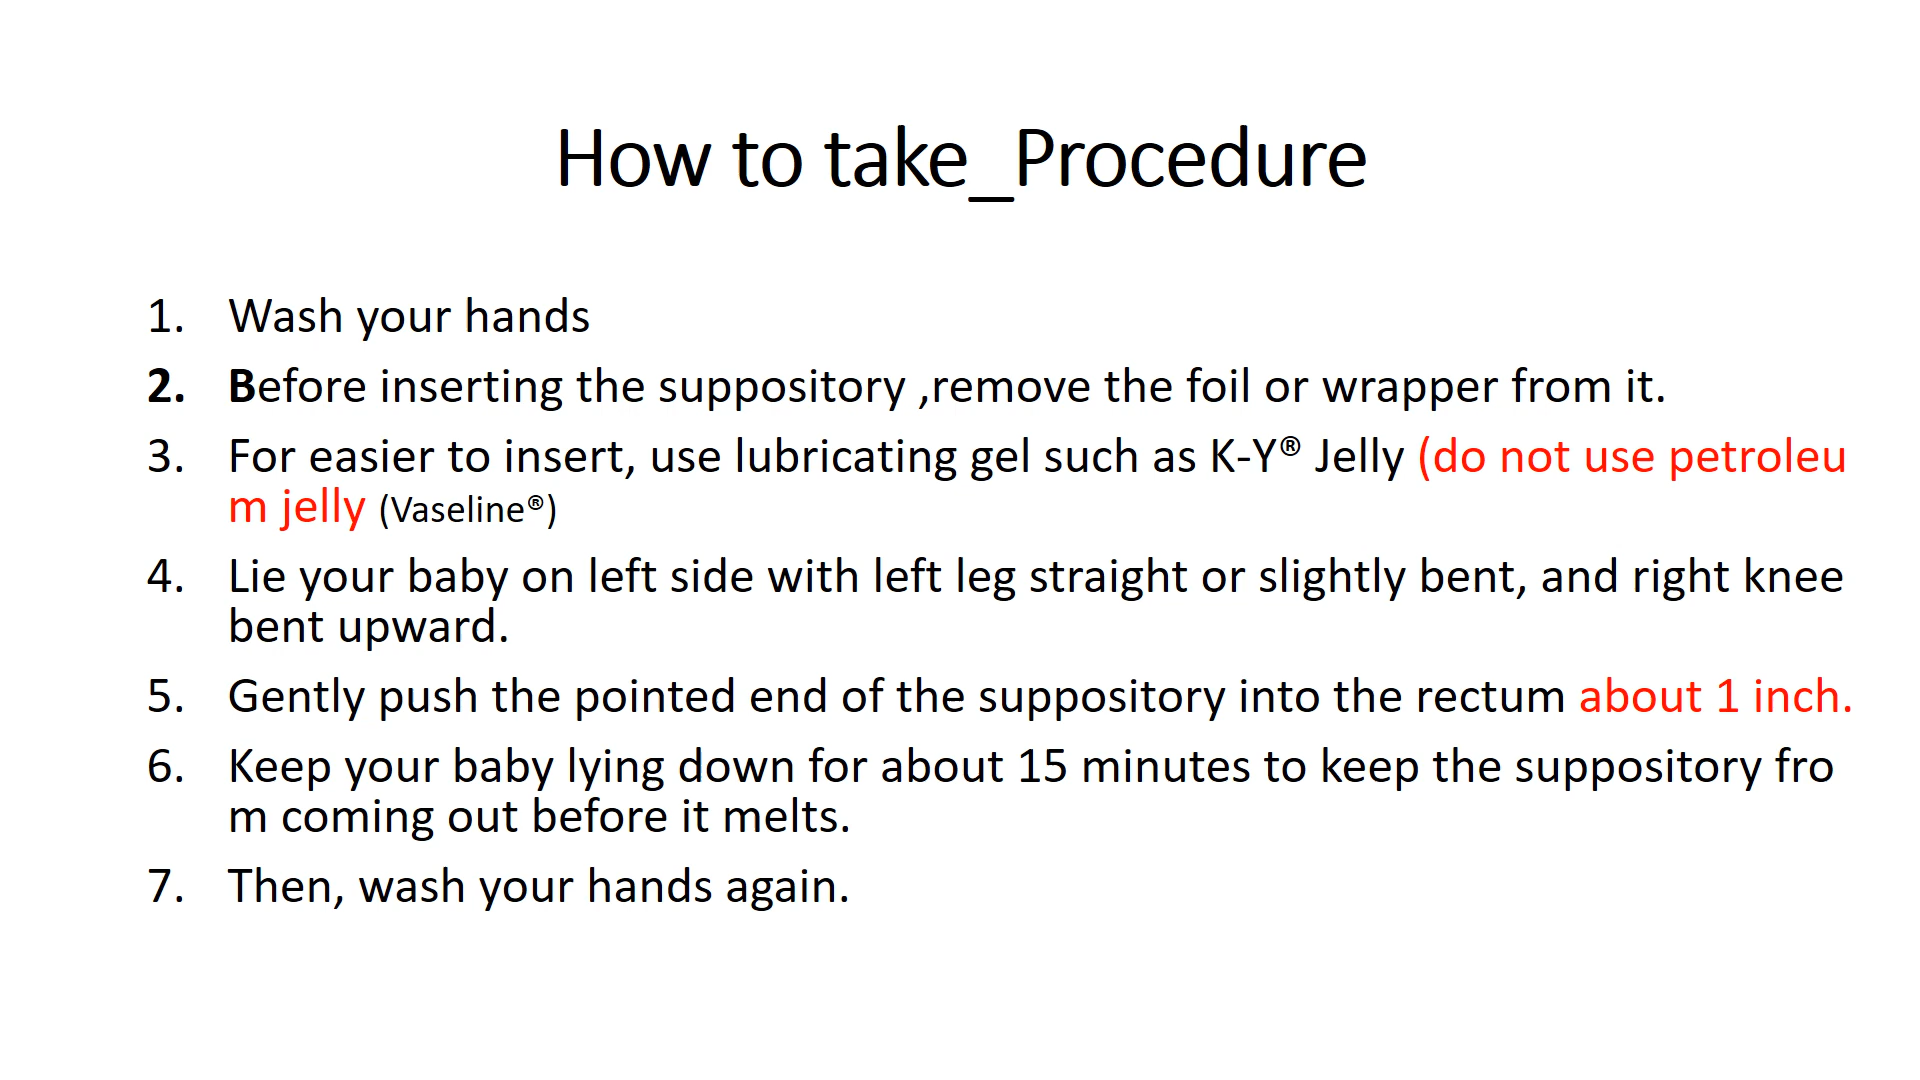 How to take_Procedure
1. Wash your hands
2. Before inserting the suppository ,remove the foil or wrapper from it.
3. For easier to insert, use lubricating gel such as K-Y® Jelly (do not use petroleu
m jelly (Vaseline®)
4. Lie your baby on left side with left leg straight or slightly bent, and right knee
bent upward.
5. Gently push the pointed end of the suppository into the rectum about 1 inch.
6. Keep your baby lying down for about 15 minutes to keep the suppository fro
m coming out before it melts.
7. Then, wash your hands again.